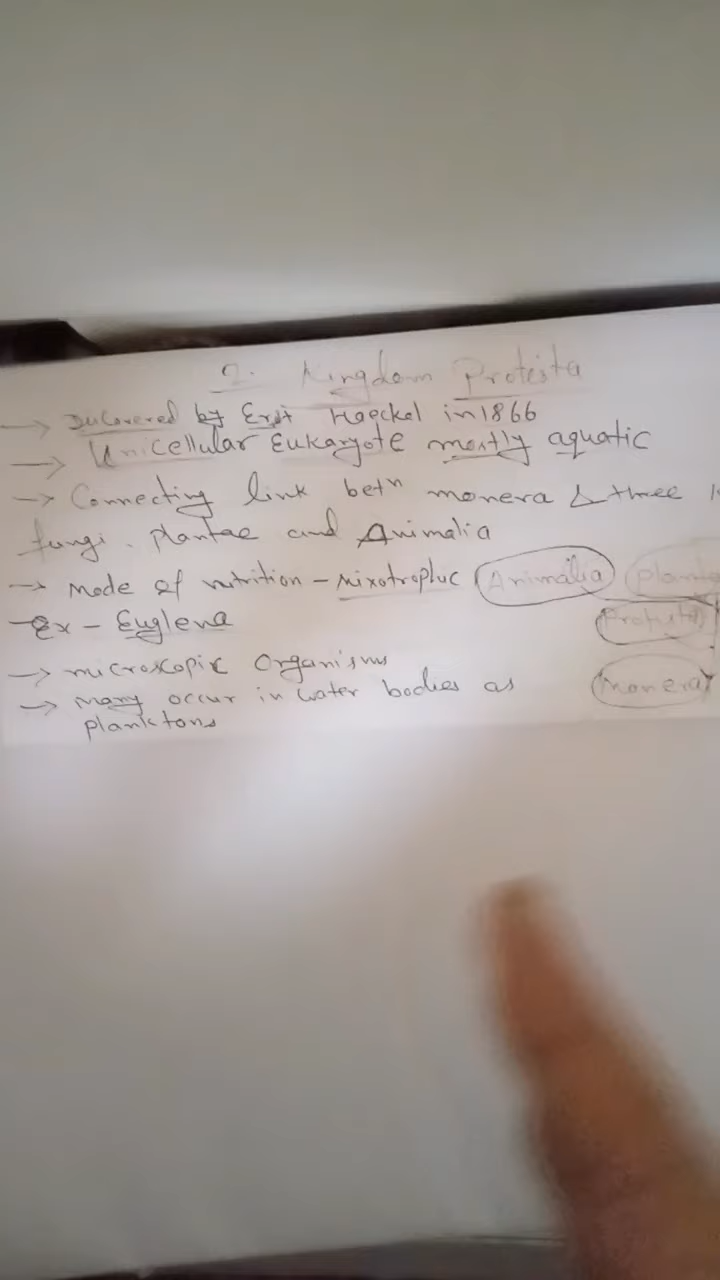 2. Kingdom Protista
→ Discovered by Erst Haeckel in 1866
→ Unicellular Eukaryote mostly aquatic
→ Connecting link betn monera & three
fungi, plantae and Animalia
→ Mode of nutrition - Mixotrophic Animalia
Ex - Euglena Protista
→ microscopic Organisms
→ Many occur in water bodies as Monera
planktons